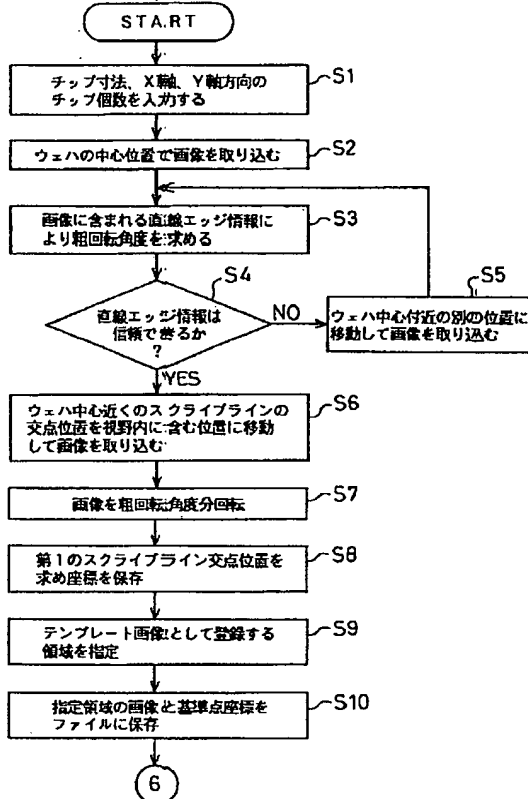 START
チップ寸法、X軸、Y軸方向の
チップ個数を入力する
S1
ウェハの中心位置で画像を取り込む
S2
画像に含まれる直線エッジ情報に
より粗回転角度を求める
S3
直線エッジ情報は
信頼できるか
?
S4
NO
ウェハ中心付近の別の位置に
移動して画像を取り込む
S5
YES
ウェハ中心近くのスクライブラインの
交点位置を視野内に含む位置に移動
して画像を取り込む
S6
画像を粗回転角度分回転
S7
第1のスクライブライン交点位置を
求め座標を保存
S8
テンプレート画像として登録する
領域を指定
S9
指定領域の画像と基準点座標を
ファイルに保存
S10
6